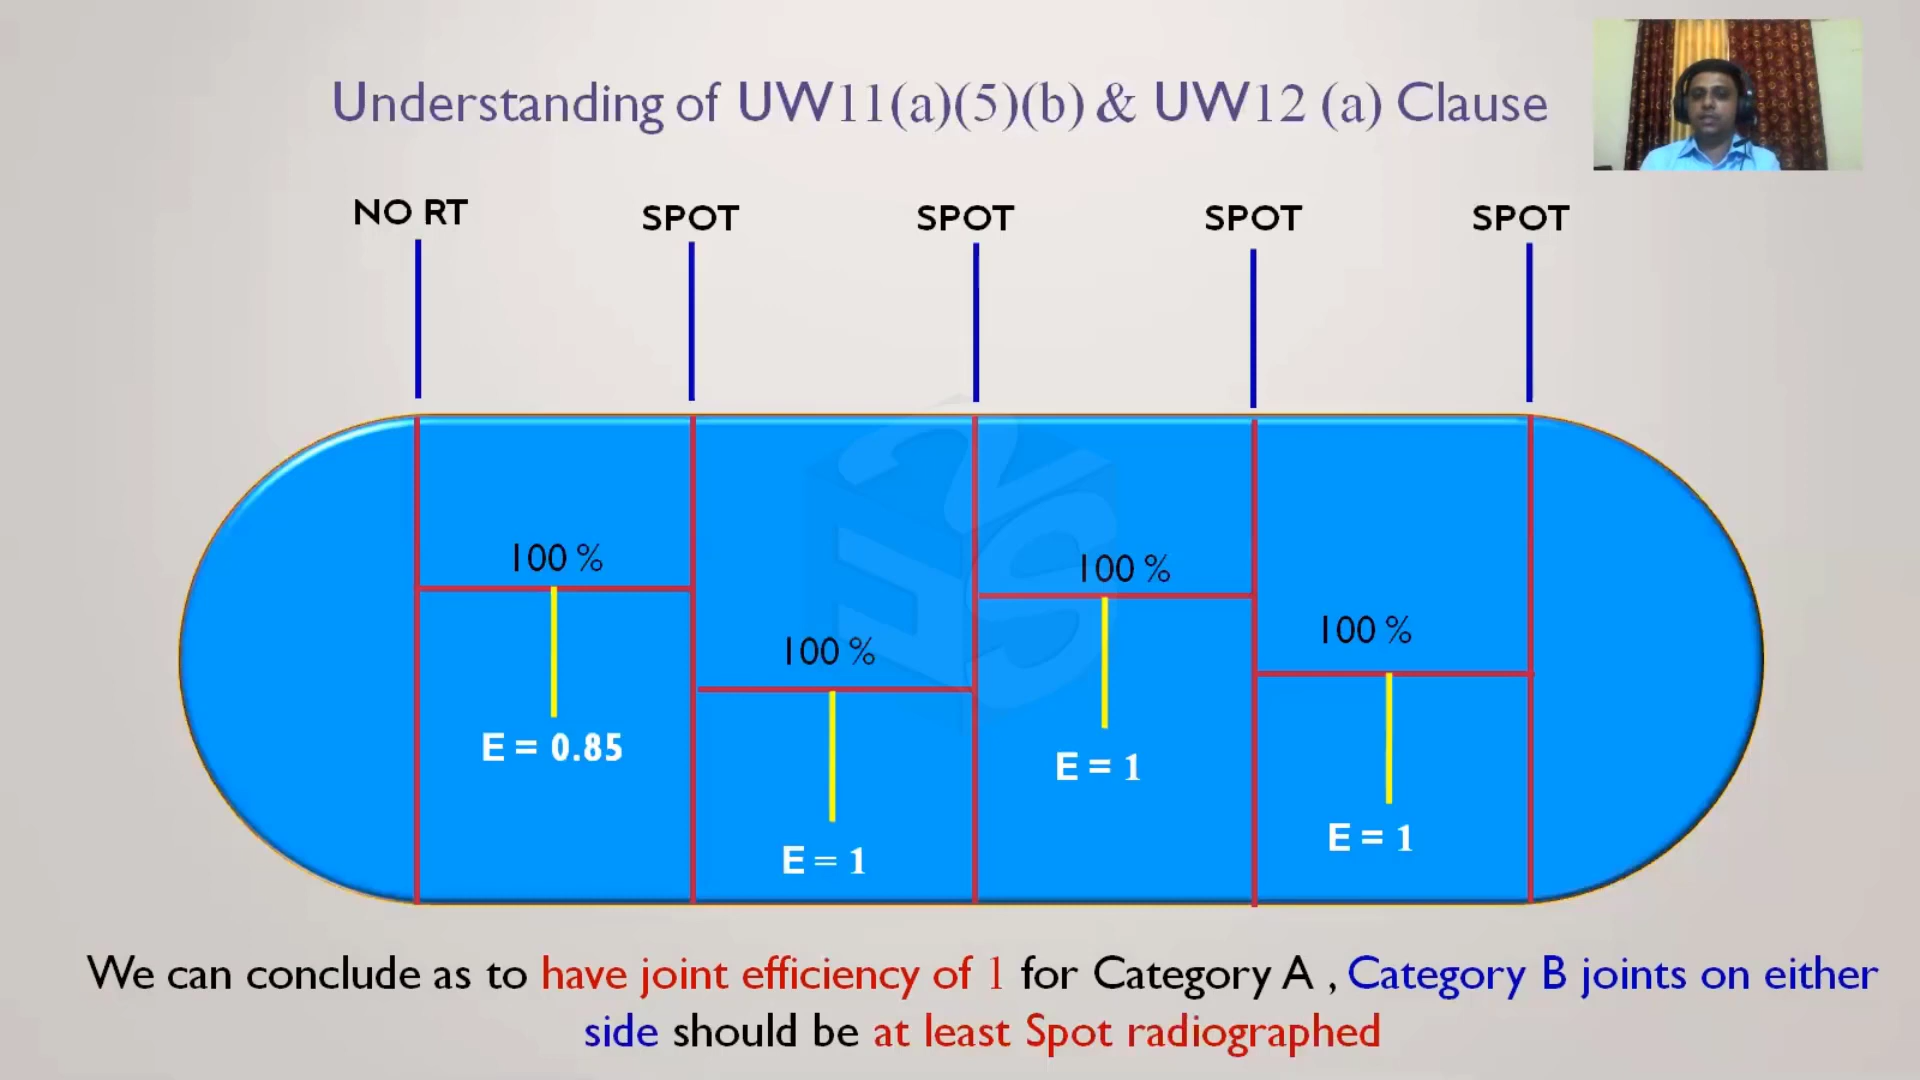 Understanding of UW11(a)(5)(b) & UW12 (a) Clause
NO RT
SPOT
SPOT
SPOT
SPOT
100 %
100 %
100 %
100 %
E = 0.85
E = 1
E = 1
E = 1
We can conclude as to have joint efficiency of 1 for Category A , Category B joints on either
side should be at least Spot radiographed